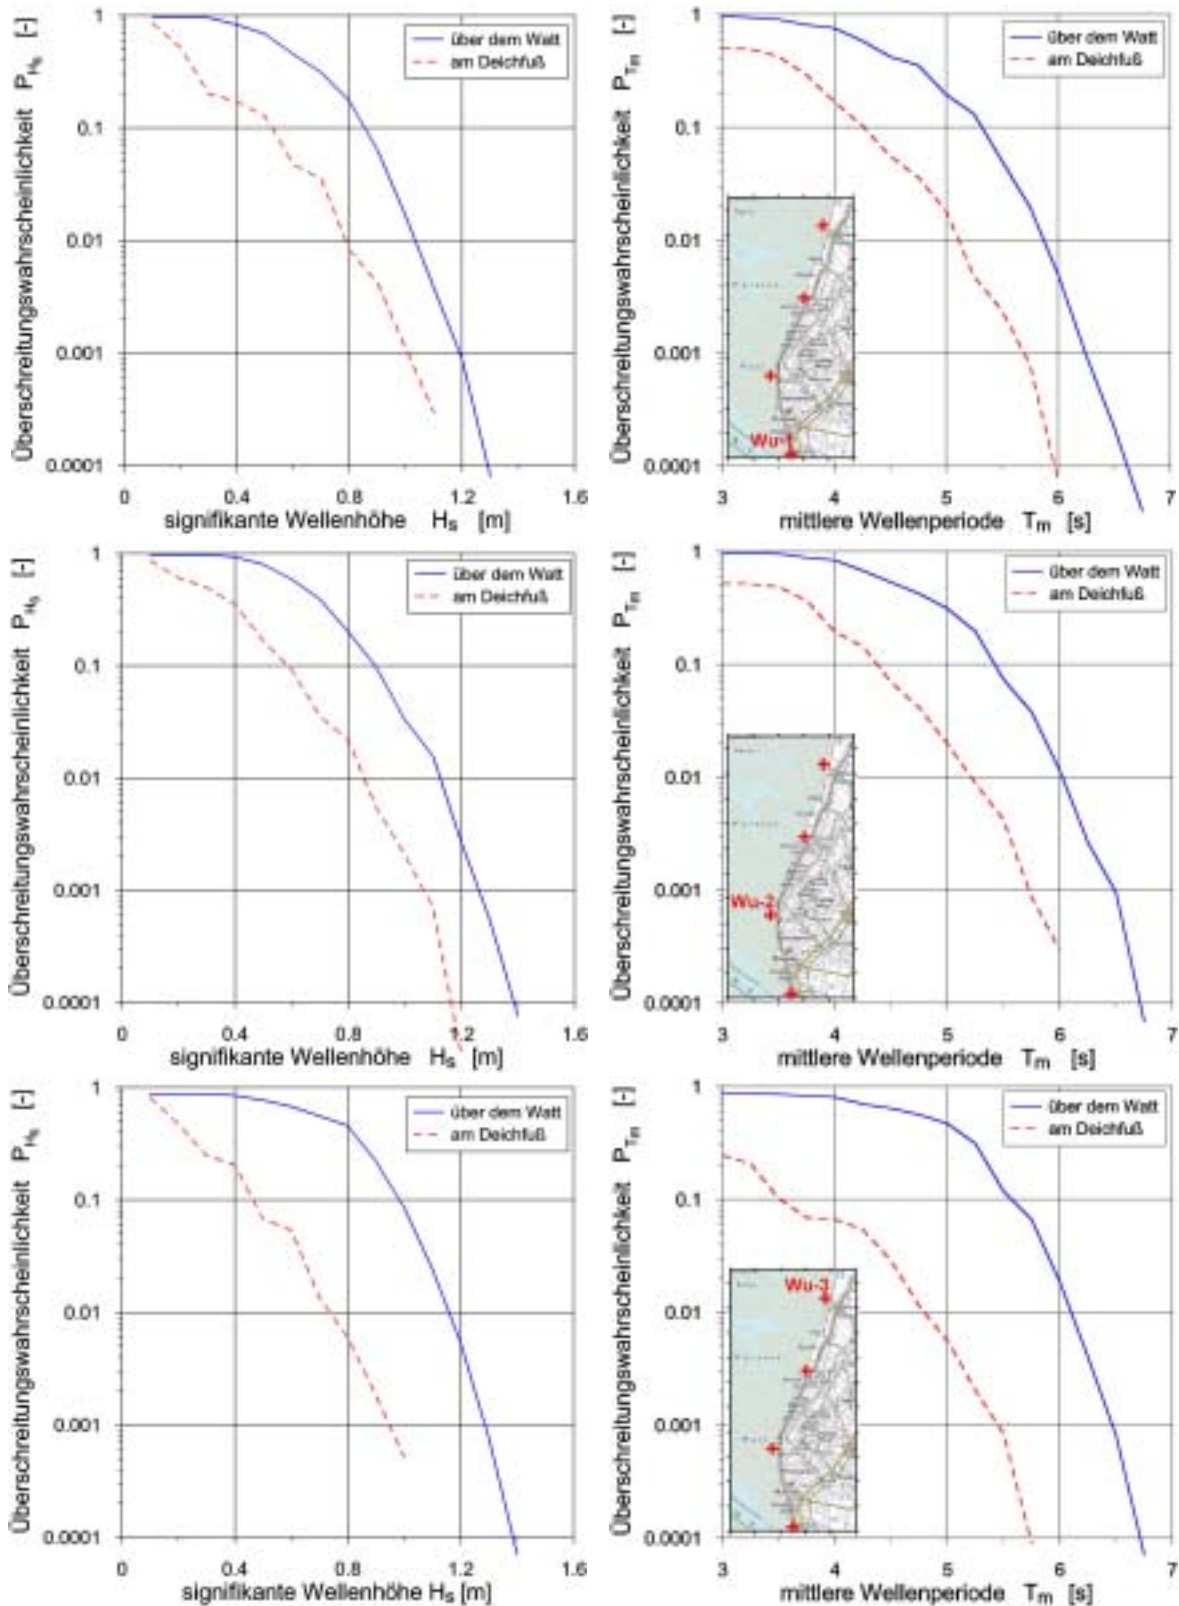 Überschreitungswahrscheinlichkeit P_Hs [-]
1
0.1
0.01
0.001
0.0001
über dem Watt
am Deichfuß
0 0.4 0.8 1.2 1.6
signifikante Wellenhöhe Hs [m]
Überschreitungswahrscheinlichkeit P_Tm [-]
1
0.1
0.01
0.001
0.0001
über dem Watt
am Deichfuß
Wu-1
3 4 5 6 7
mittlere Wellenperiode Tm [s]
Überschreitungswahrscheinlichkeit P_Hs [-]
1
0.1
0.01
0.001
0.0001
über dem Watt
am Deichfuß
0 0.4 0.8 1.2 1.6
signifikante Wellenhöhe Hs [m]
Überschreitungswahrscheinlichkeit P_Tm [-]
1
0.1
0.01
0.001
0.0001
über dem Watt
am Deichfuß
Wu-2
3 4 5 6 7
mittlere Wellenperiode Tm [s]
Überschreitungswahrscheinlichkeit P_Hs [-]
1
0.1
0.01
0.001
0.0001
über dem Watt
am Deichfuß
0 0.4 0.8 1.2 1.6
signifikante Wellenhöhe Hs [m]
Überschreitungswahrscheinlichkeit P_Tm [-]
1
0.1
0.01
0.001
0.0001
über dem Watt
am Deichfuß
Wu-3
3 4 5 6 7
mittlere Wellenperiode Tm [s]